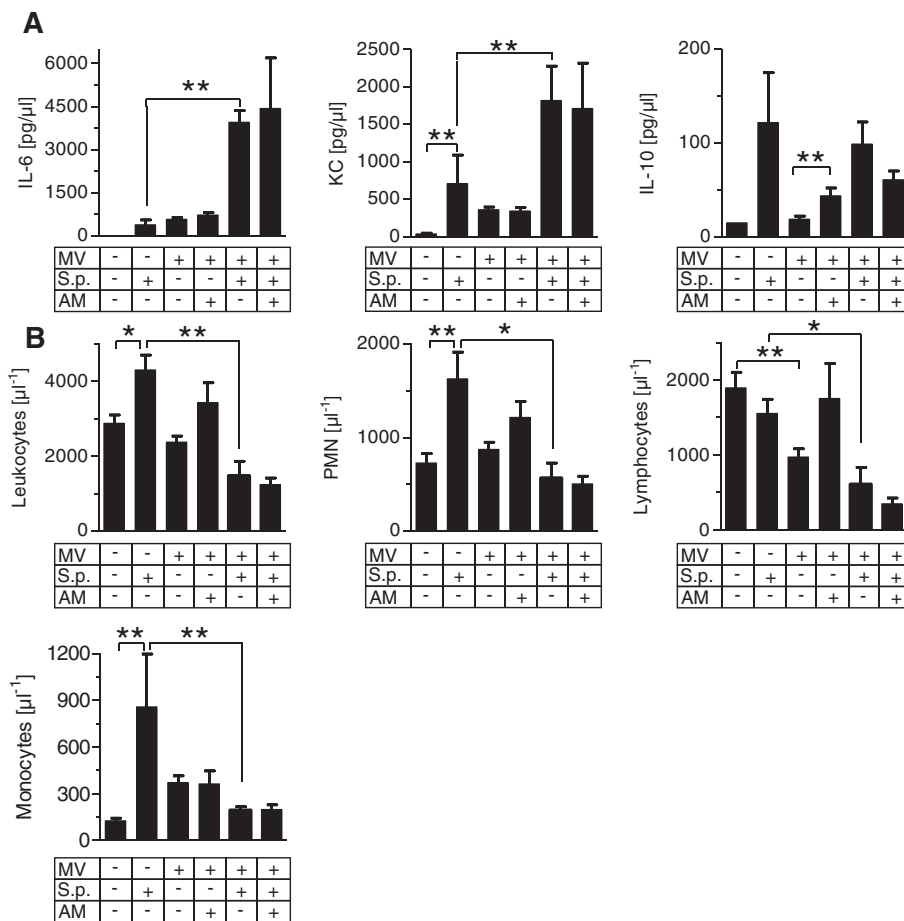 A
IL-6 [pg/µl]
6000
4500
3000
1500
0
**
MV - - + + + +
S.p. - + - - + +
AM - - - + - +
KC [pg/µl]
2500
2000
1500
1000
500
0
**
**
MV - - + + + +
S.p. - + - - + +
AM - - - + - +
IL-10 [pg/µl]
200
100
0
**
MV - - + + + +
S.p. - + - - + +
AM - - - + - +
B
Leukocytes [µl⁻¹]
4000
2000
0
*
**
MV - - + + + +
S.p. - + - - + +
AM - - - + - +
PMN [µl⁻¹]
2000
1000
0
**
*
MV - - + + + +
S.p. - + - - + +
AM - - - + - +
Lymphocytes [µl⁻¹]
2000
1000
0
*
**
MV - - + + + +
S.p. - + - - + +
AM - - - + - +
Monocytes [µl⁻¹]
1200
900
600
300
0
**
**
MV - - + + + +
S.p. - + - - + +
AM - - - + - +